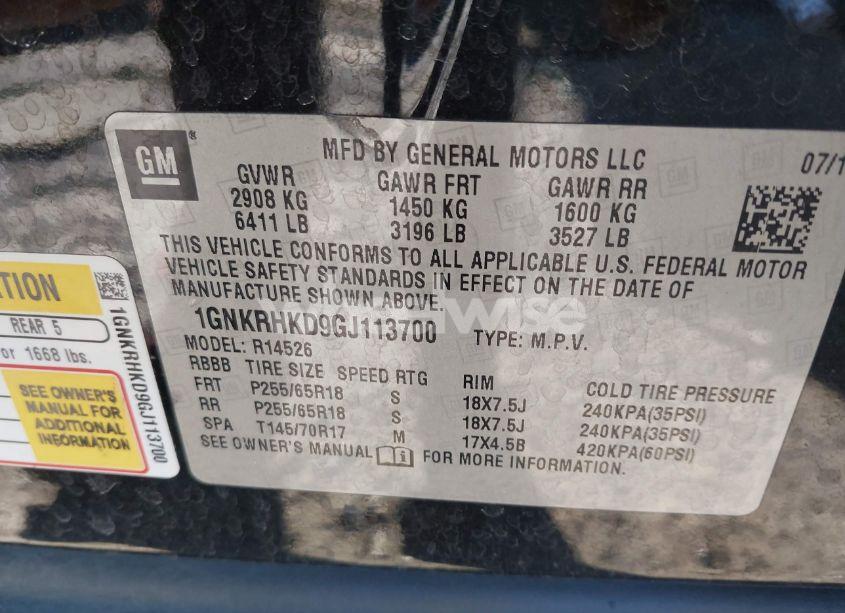 GM
MFD BY GENERAL MOTORS LLC
07/1
GVWR GAWR FRT GAWR RR
2908 KG 1450 KG 1600 KG
6411 LB 3196 LB 3527 LB
THIS VEHICLE CONFORMS TO ALL APPLICABLE U.S. FEDERAL MOTOR
VEHICLE SAFETY STANDARDS IN EFFECT ON THE DATE OF
MANUFACTURE SHOWN ABOVE.
1GNKRHKD9GJ113700 TYPE: M.P.V.
MODEL: R14526
RBBB TIRE SIZE SPEED RTG RIM COLD TIRE PRESSURE
FRT P255/65R18 S 18X7.5J 240KPA(35PSI)
RR P255/65R18 S 18X7.5J 240KPA(35PSI)
SPA T145/70R17 M 17X4.5B 420KPA(60PSI)
SEE OWNER'S MANUAL FOR MORE INFORMATION.
ATION
REAR 5
or 1668 lbs.
SEE OWNER'S
MANUAL FOR
ADDITIONAL
INFORMATION
1GNKRHKD9GJ113700